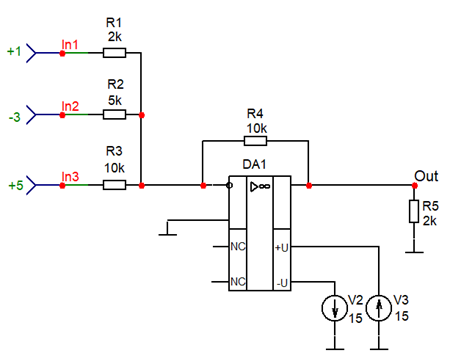 R1
2k
+1
In1
R2
5k
-3
In2
R3
10k
+5
In3
R4
10k
DA1
▷∞
Out
R5
2k
NC
+U
NC
-U
V2
15
V3
15